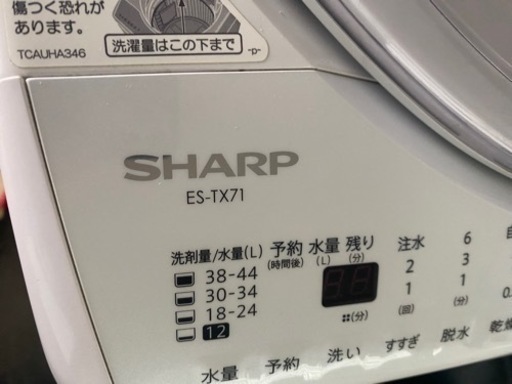 傷つく恐れが
あります。
TCAUHA346
洗濯量はこの下まで
SHARP
ES-TX71
洗剤量/水量(L) 予約 水量 残り 注水 6
(時間後) (L) (分)
38-44 2 3
30-34 1 1
18-24 (回) (分)
12 (分)
水量 予約 洗い すすぎ 脱水 乾燥